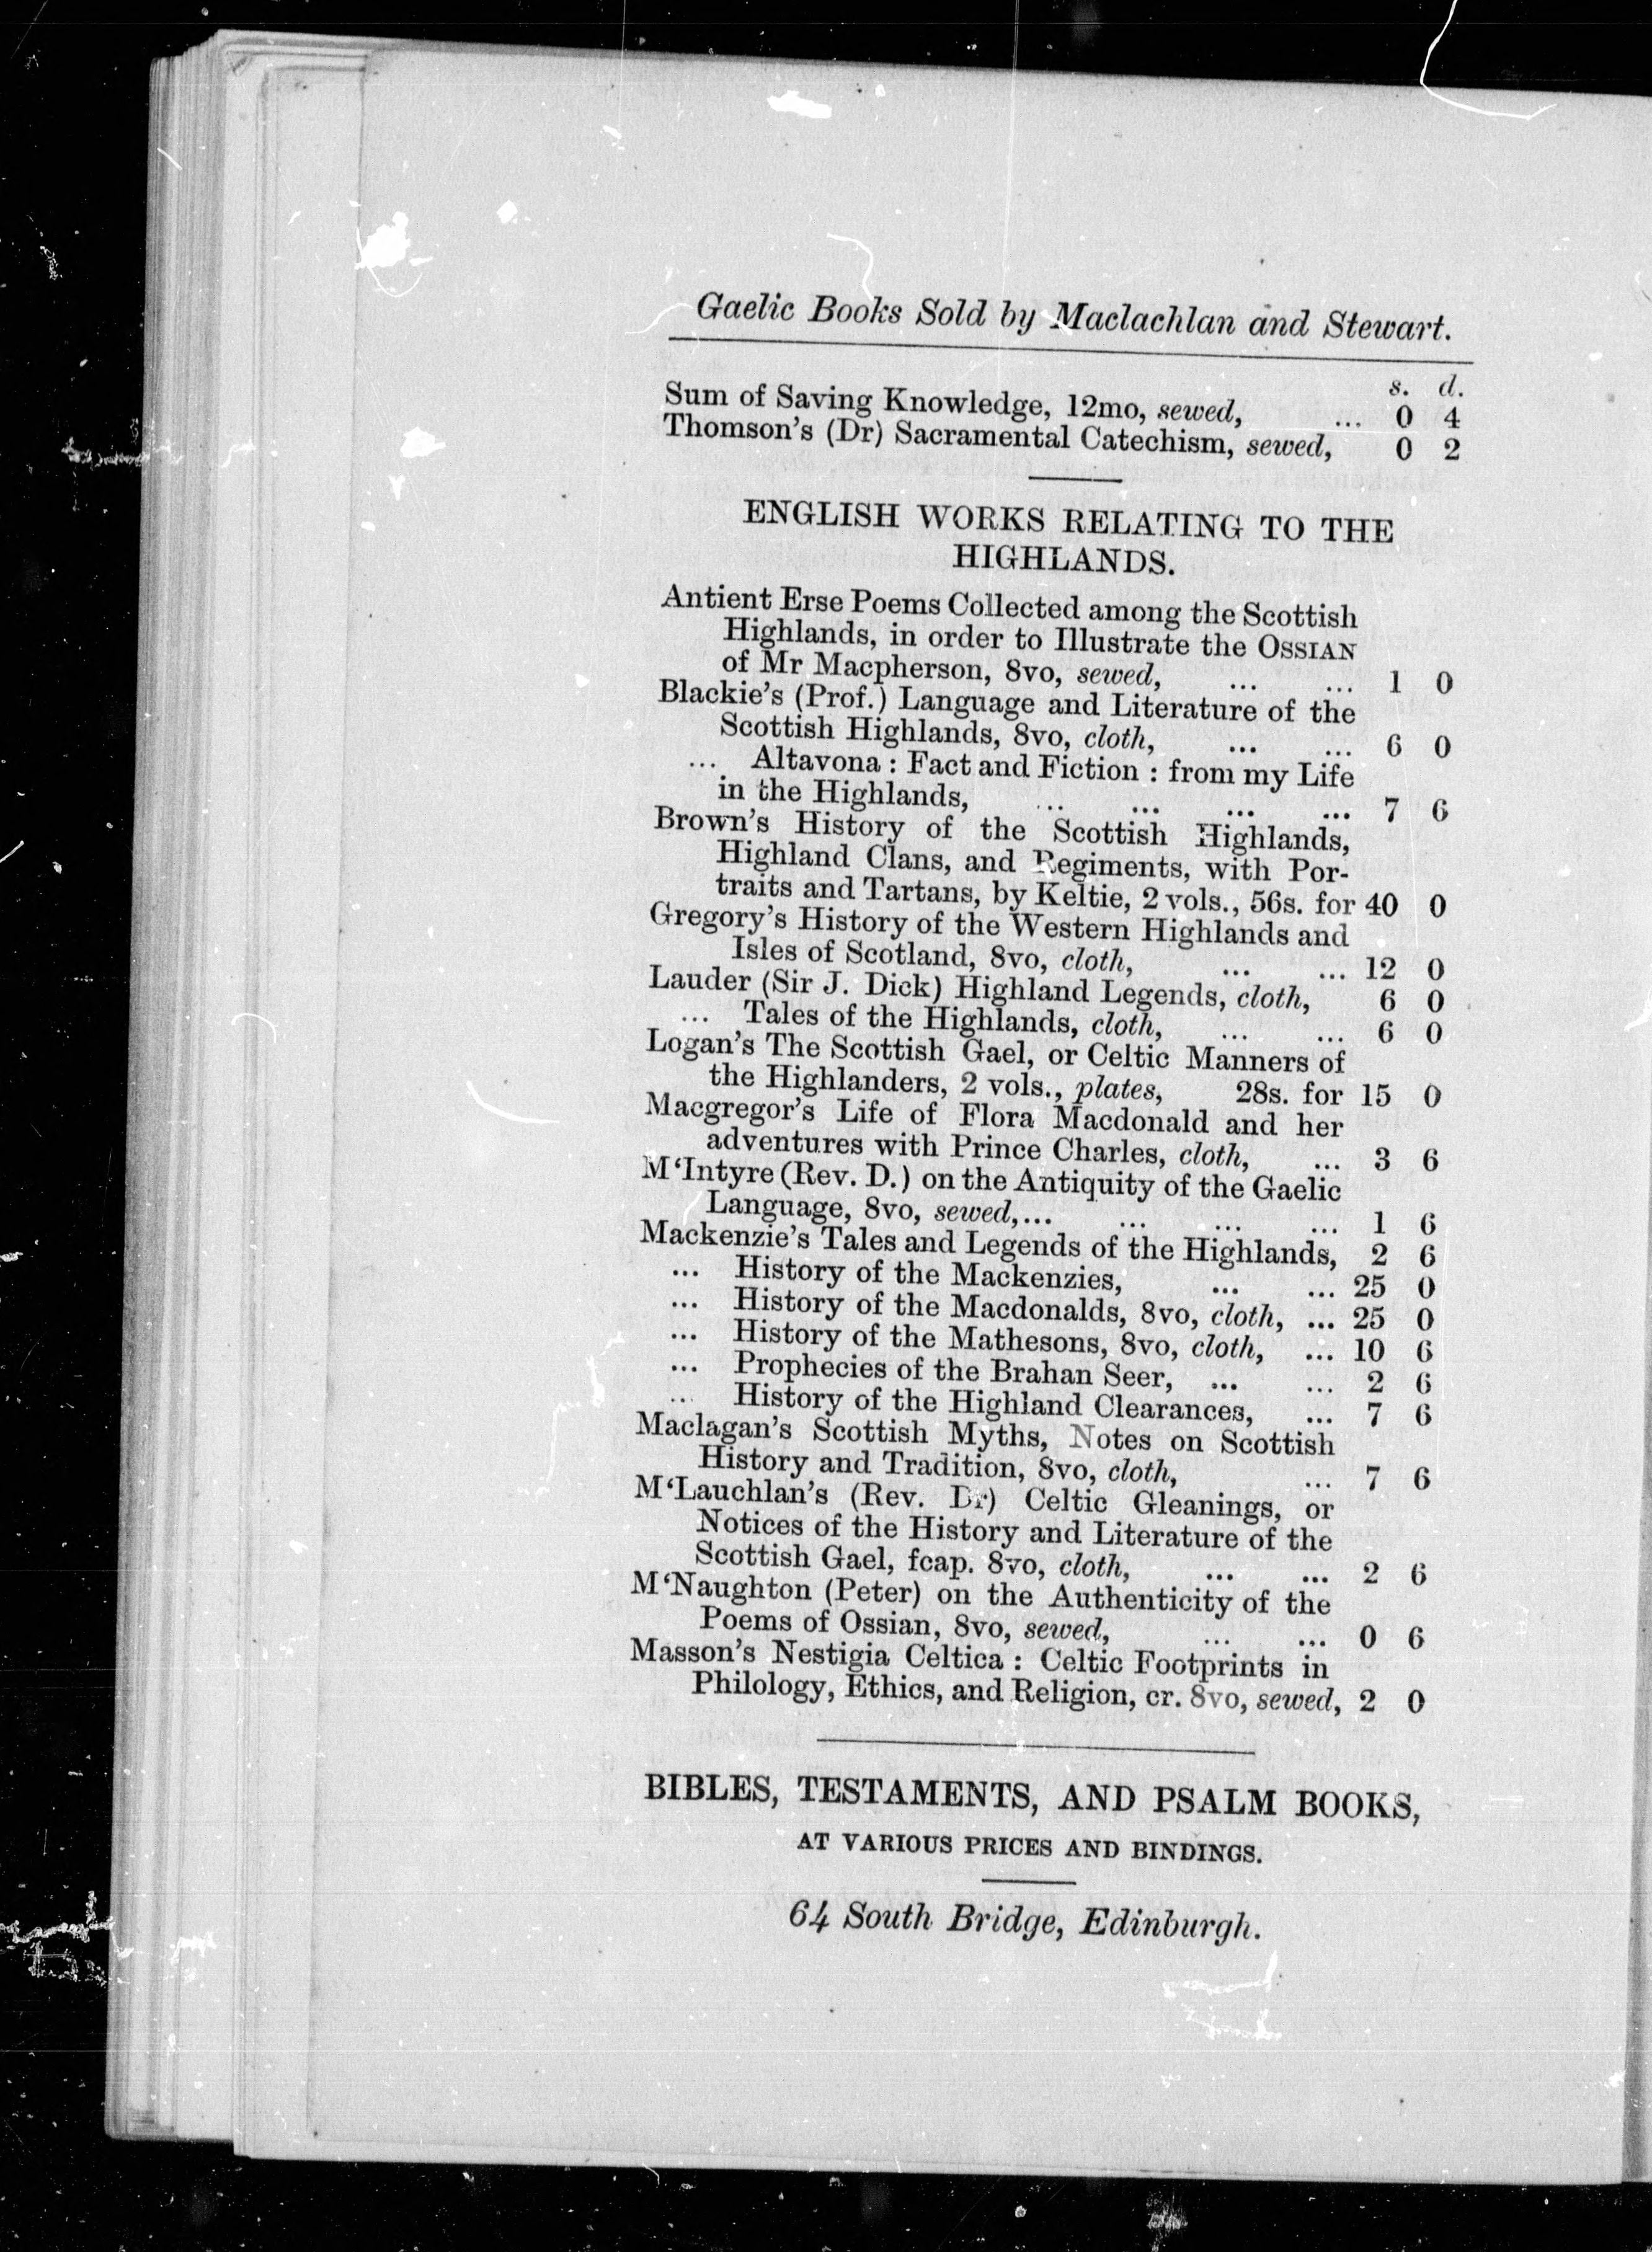 Gaelic Books Sold by Maclachlan and Stewart.
s. d.
Sum of Saving Knowledge, 12mo, sewed, ... 0 4
Thomson's (Dr) Sacramental Catechism, sewed, 0 2
ENGLISH WORKS RELATING TO THE
HIGHLANDS.
Antient Erse Poems Collected among the Scottish
Highlands, in order to Illustrate the OSSIAN
of Mr Macpherson, 8vo, sewed, ... ... 1 0
Blackie's (Prof.) Language and Literature of the
Scottish Highlands, 8vo, cloth, ... ... 6 0
... Altavona : Fact and Fiction : from my Life
in the Highlands, ... ... ... ... 7 6
Brown's History of the Scottish Highlands,
Highland Clans, and Regiments, with Por-
traits and Tartans, by Keltie, 2 vols., 56s. for 40 0
Gregory's History of the Western Highlands and
Isles of Scotland, 8vo, cloth, ... ... 12 0
Lauder (Sir J. Dick) Highland Legends, cloth, 6 0
... Tales of the Highlands, cloth, ... ... 6 0
Logan's The Scottish Gael, or Celtic Manners of
the Highlanders, 2 vols., plates, 28s. for 15 0
Macgregor's Life of Flora Macdonald and her
adventures with Prince Charles, cloth, ... 3 6
M'Intyre (Rev. D.) on the Antiquity of the Gaelic
Language, 8vo, sewed,... ... ... ... 1 6
Mackenzie's Tales and Legends of the Highlands, 2 6
... History of the Mackenzies, ... ... 25 0
... History of the Macdonalds, 8vo, cloth, ... 25 0
... History of the Mathesons, 8vo, cloth, ... 10 6
... Prophecies of the Brahan Seer, ... ... 2 6
... History of the Highland Clearances, ... 7 6
Maclagan's Scottish Myths, Notes on Scottish
History and Tradition, 8vo, cloth, ... 7 6
M'Lauchlan's (Rev. Dr) Celtic Gleanings, or
Notices of the History and Literature of the
Scottish Gael, fcap. 8vo, cloth, ... ... 2 6
M'Naughton (Peter) on the Authenticity of the
Poems of Ossian, 8vo, sewed, ... ... 0 6
Masson's Nestigia Celtica : Celtic Footprints in
Philology, Ethics, and Religion, cr. 8vo, sewed, 2 0
BIBLES, TESTAMENTS, AND PSALM BOOKS,
AT VARIOUS PRICES AND BINDINGS.
64 South Bridge, Edinburgh.